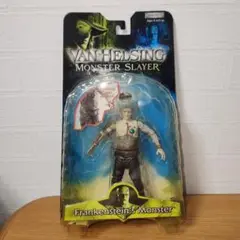 VAN HELSING
MONSTER SLAYER
Frankenstein's Monster